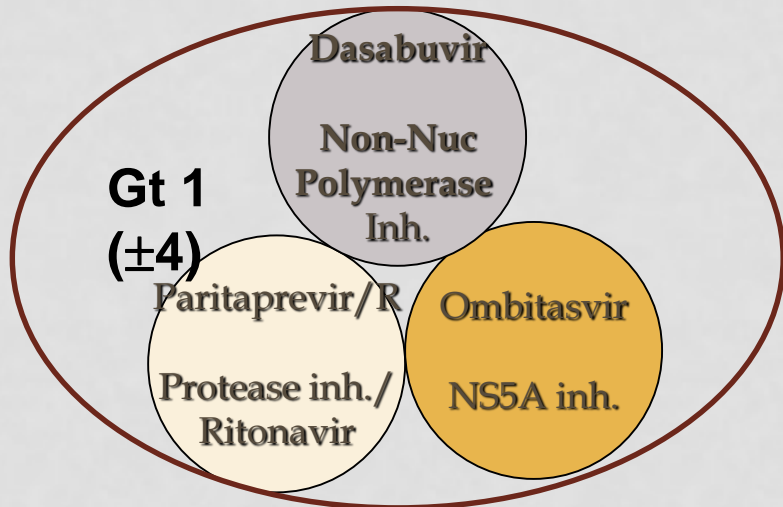 Dasabuvir
Non-Nuc
Polymerase
Inh.
Gt 1
(±4)
Paritaprevir/R
Protease inh./
Ritonavir
Ombitasvir
NS5A inh.